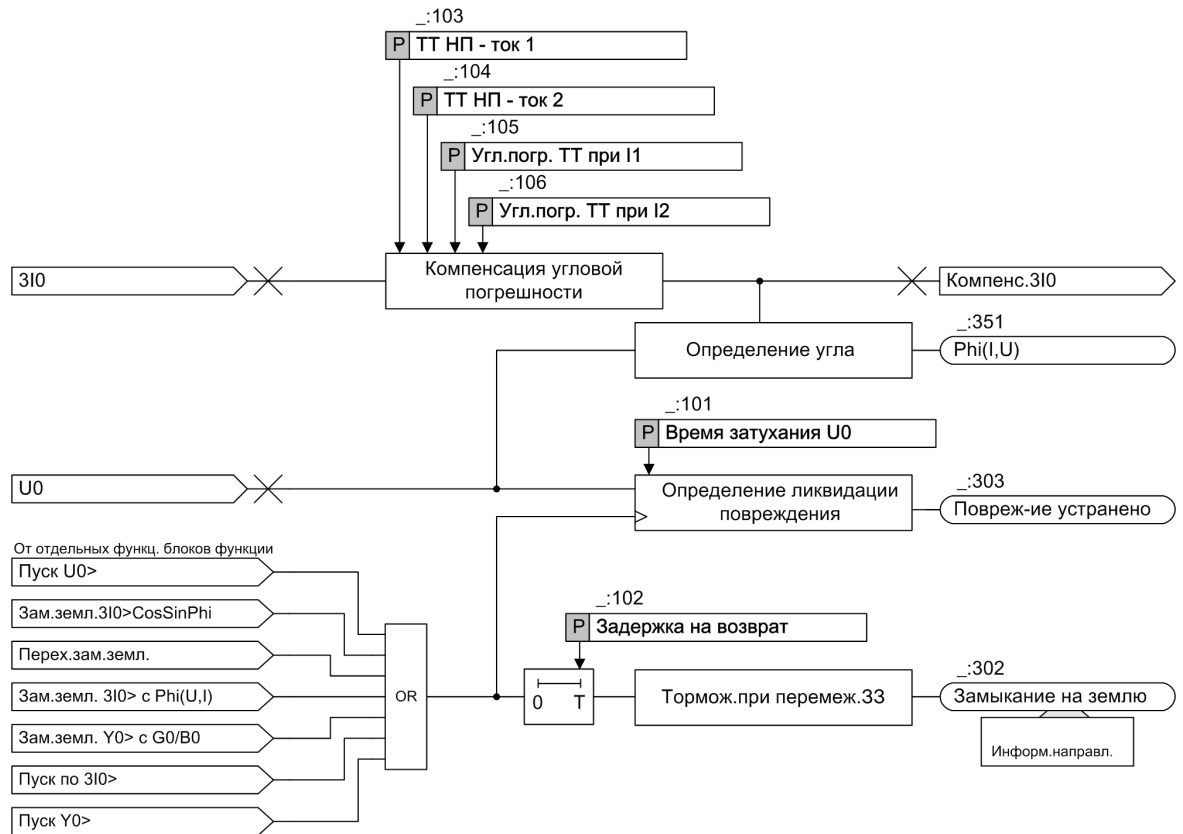 _:103
P ТТ НП - ток 1
_:104
P ТТ НП - ток 2
_:105
P Угл.погр. ТТ при I1
_:106
P Угл.погр. ТТ при I2
3I0
Компенсация угловой
погрешности
Компенс.3I0
_:351
Определение угла
Phi(I,U)
_:101
P Время затухания U0
U0
Определение ликвидации
повреждения
_:303
Повреж-ие устранено
От отдельных функц. блоков функции
Пуск U0>
Зам.земл.3I0>CosSinPhi
Перех.зам.земл.
Зам.земл. 3I0> с Phi(U,I)
Зам.земл. Y0> с G0/B0
Пуск по 3I0>
Пуск Y0>
OR
_:102
P Задержка на возврат
0 T
Тормож.при перемеж.ЗЗ
_:302
Замыкание на землю
Информ.направл.